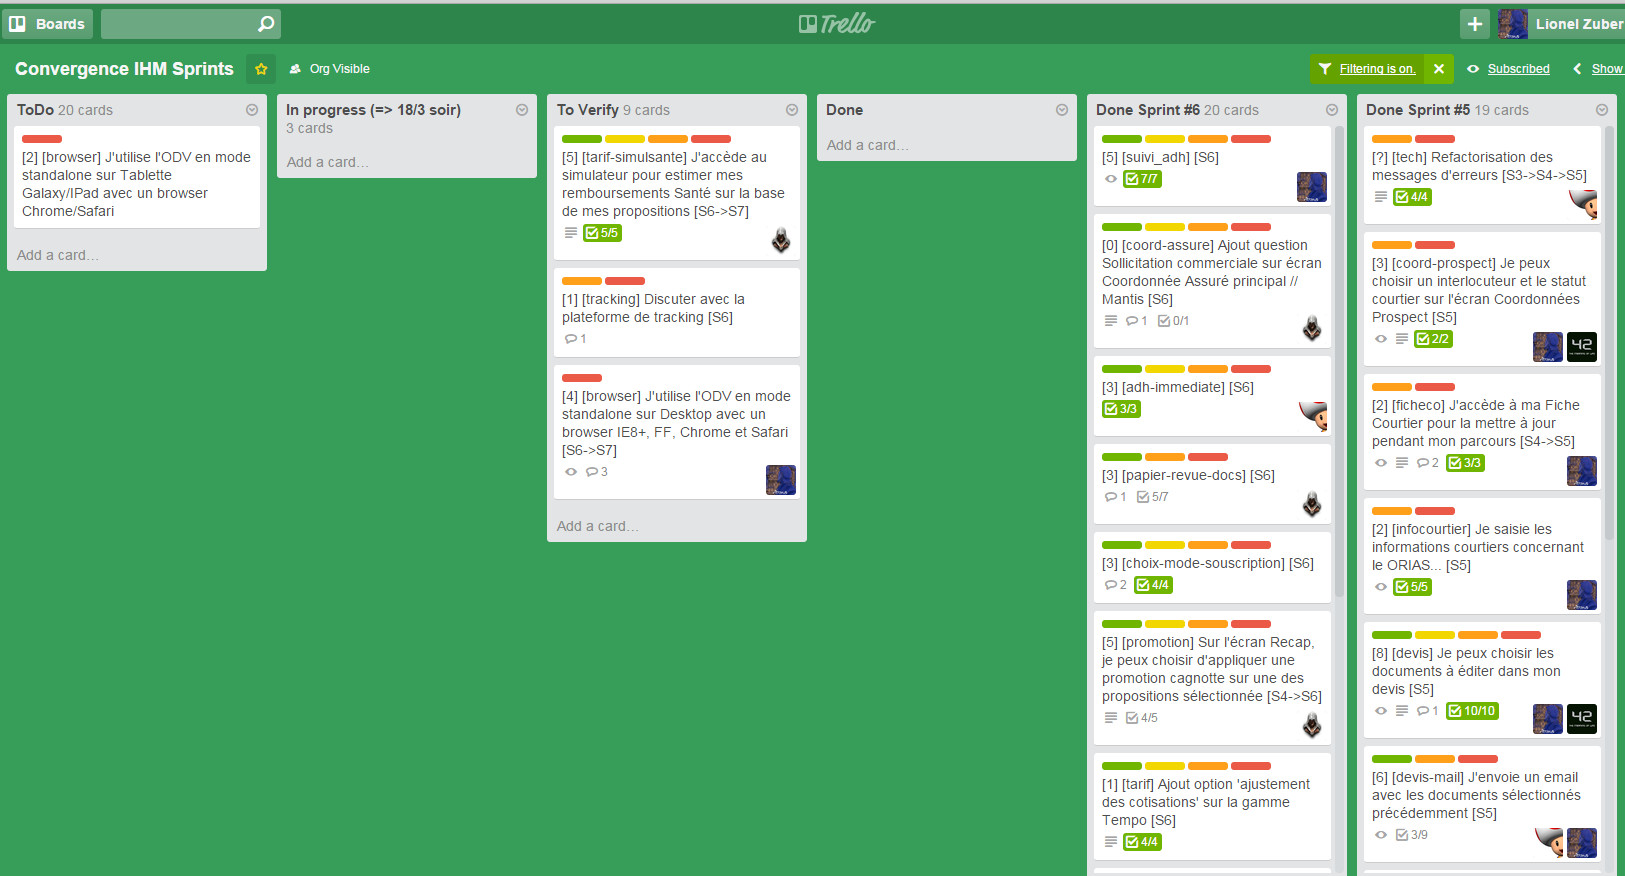 Boards
Trello
Lionel Zuber
Convergence IHM Sprints
Org Visible
Filtering is on.
Subscribed
Show
ToDo 20 cards
[2] [browser] J'utilise l'ODV en mode
standalone sur Tablette
Galaxy/IPad avec un browser
Chrome/Safari
Add a card…
In progress (=> 18/3 soir)
3 cards
Add a card…
To Verify 9 cards
[5] [tarif-simulsante] J'accède au
simulateur pour estimer mes
remboursements Santé sur la base
de mes propositions [S6->S7]
5/5
[1] [tracking] Discuter avec la
plateforme de tracking [S6]
1
[4] [browser] J'utilise l'ODV en mode
standalone sur Desktop avec un
browser IE8+, FF, Chrome et Safari
[S6->S7]
3
Add a card…
Done
Add a card…
Done Sprint #6 20 cards
[5] [suivi_adh] [S6]
7/7
[0] [coord-assure] Ajout question
Sollicitation commerciale sur écran
Coordonnée Assuré principal //
Mantis [S6]
1 0/1
[3] [adh-immediate] [S6]
3/3
[3] [papier-revue-docs] [S6]
1 5/7
[3] [choix-mode-souscription] [S6]
2 4/4
[5] [promotion] Sur l'écran Recap,
je peux choisir d'appliquer une
promotion cagnotte sur une des
propositions sélectionnée [S4->S6]
4/5
[1] [tarif] Ajout option 'ajustement
des cotisations' sur la gamme
Tempo [S6]
4/4
Done Sprint #5 19 cards
[?] [tech] Refactorisation des
messages d'erreurs [S3->S4->S5]
4/4
[3] [coord-prospect] Je peux
choisir un interlocuteur et le statut
courtier sur l'écran Coordonnées
Prospect [S5]
2/2
42
[2] [ficheco] J'accède à ma Fiche
Courtier pour la mettre à jour
pendant mon parcours [S4->S5]
2 3/3
[2] [infocourtier] Je saisie les
informations courtiers concernant
le ORIAS... [S5]
5/5
[8] [devis] Je peux choisir les
documents à éditer dans mon
devis [S5]
1 10/10
42
[6] [devis-mail] J'envoie un email
avec les documents sélectionnés
précédemment [S5]
3/9